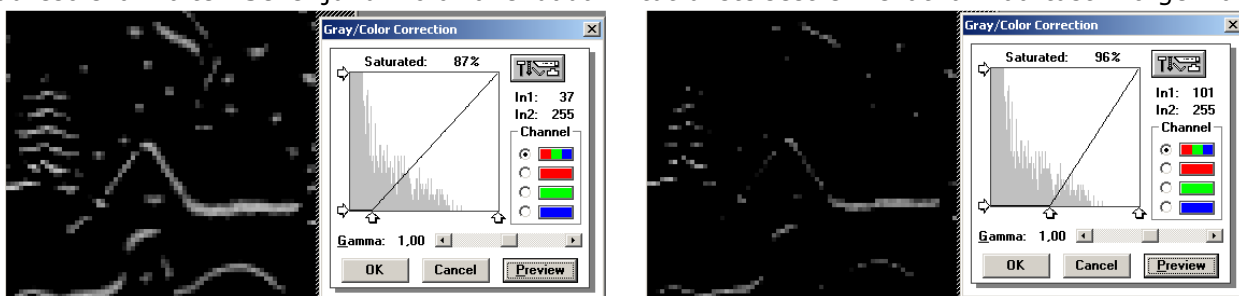 Gray/Color Correction
Saturated: 87%
In1: 37
In2: 255
Channel
Gamma: 1,00
OK Cancel Preview
Gray/Color Correction
Saturated: 96%
In1: 101
In2: 255
Channel
Gamma: 1,00
OK Cancel Preview